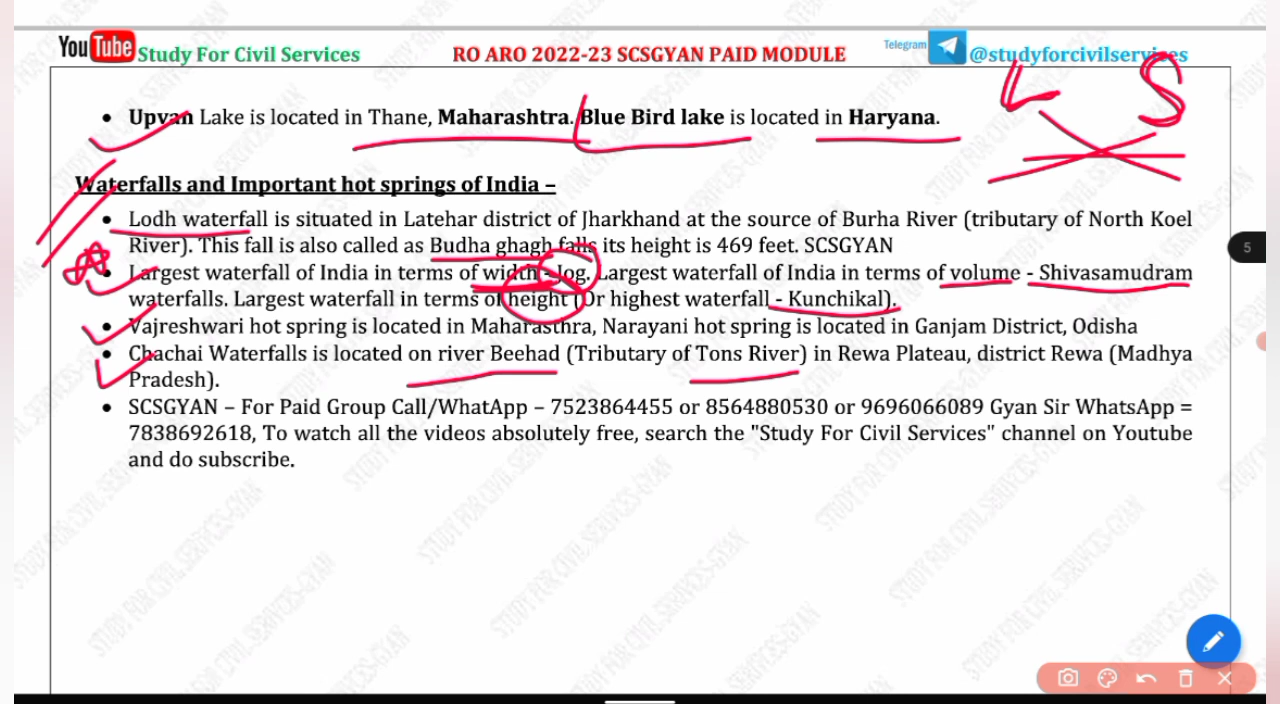 YouTube Study For Civil Services RO ARO 2022-23 SCSGYAN PAID MODULE Telegram @studyforcivilservices
L S
• Upvan Lake is located in Thane, Maharashtra. Blue Bird lake is located in Haryana.
Waterfalls and Important hot springs of India –
• Lodh waterfall is situated in Latehar district of Jharkhand at the source of Burha River (tributary of North Koel
River). This fall is also called as Budha ghagh falls its height is 469 feet. SCSGYAN
5
• Largest waterfall of India in terms of width - Jog, Largest waterfall of India in terms of volume - Shivasamudram
waterfalls. Largest waterfall in terms of height (Or highest waterfall - Kunchikal).
• Vajreshwari hot spring is located in Maharasthra, Narayani hot spring is located in Ganjam District, Odisha
• Chachai Waterfalls is located on river Beehad (Tributary of Tons River) in Rewa Plateau, district Rewa (Madhya
Pradesh).
• SCSGYAN – For Paid Group Call/WhatApp – 7523864455 or 8564880530 or 9696066089 Gyan Sir WhatsApp =
7838692618, To watch all the videos absolutely free, search the "Study For Civil Services" channel on Youtube
and do subscribe.
STUDY FOR CIVIL SERVICES-GYAN